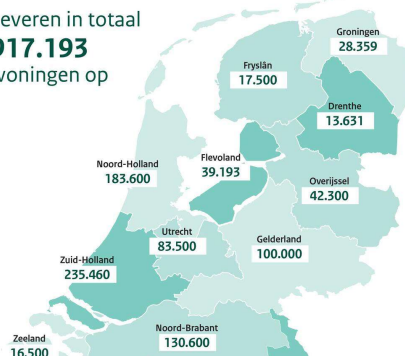 everen in totaal
917.193
woningen op
Groningen
28.359
Fryslân
17.500
Drenthe
13.631
Noord-Holland
183.600
Flevoland
39.193
Overijssel
42.300
Utrecht
83.500
Gelderland
100.000
Zuid-Holland
235.460
Zeeland
16.500
Noord-Brabant
130.600